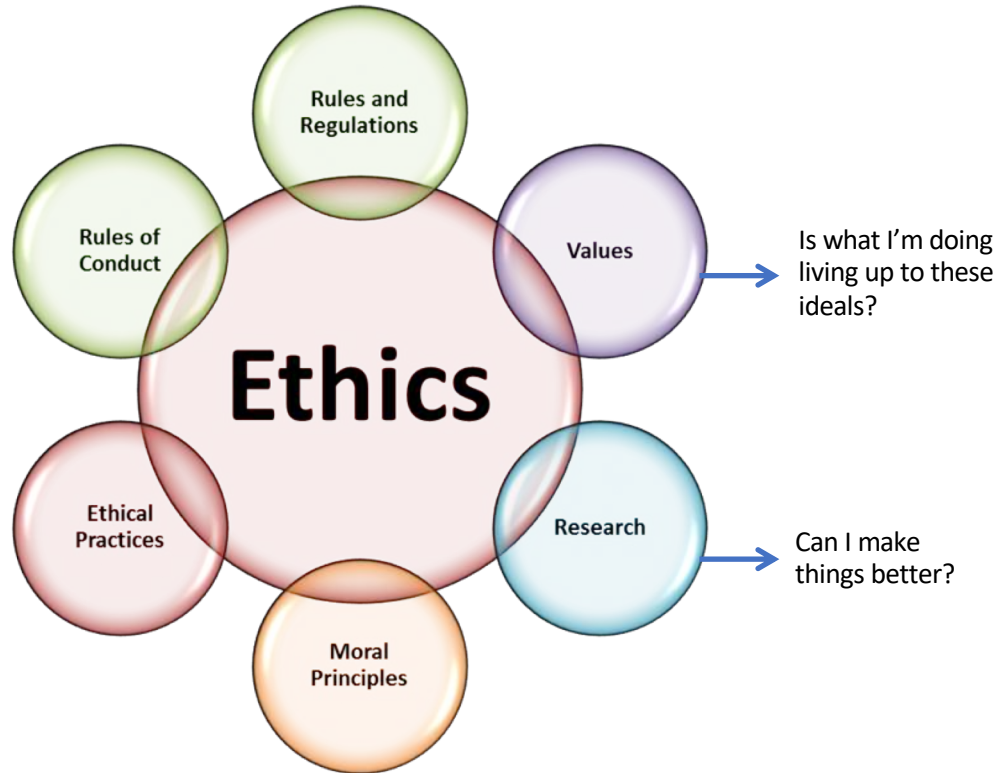 Rules and
Regulations
Rules of
Conduct
Values
Is what I’m doing
living up to these
ideals?
Ethics
Ethical
Practices
Research
Can I make
things better?
Moral
Principles